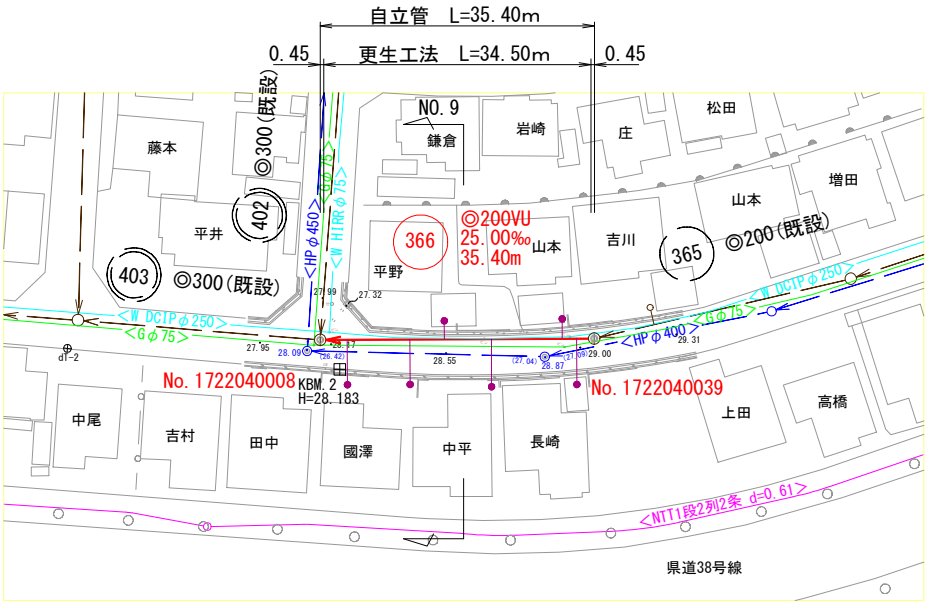 自立管 L=35.40m
0.45
更生工法 L=34.50m
0.45
NO.9
◎300(既設)
藤本
鎌倉
岩崎
庄
松田
<Gφ75>
<W HIRRφ75>
<HPφ450>
402
平井
403
◎300(既設)
平野
366
◎200VU
25.00‰
35.40m
山本
吉川
365
◎200(既設)
山本
増田
27.99
27.32
<W DCIPφ250>
<Gφ75>
<W DCIPφ250>
<Gφ75>
<HPφ400>
29.31
dT-2
27.95
28.09
28.17
(26.42)
28.55
(27.04)
28.87
(27.09)
29.00
No.1722040008
KBM.2
H=28.183
No.1722040039
中尾
吉村
田中
國澤
中平
長崎
上田
高橋
<NTT1段2列2条 d=0.61>
県道38号線